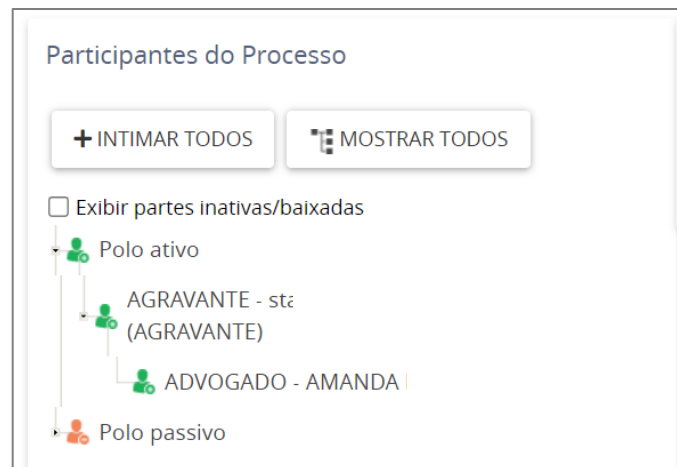 Participantes do Processo
INTIMAR TODOS
MOSTRAR TODOS
Exibir partes inativas/baixadas
Polo ativo
AGRAVANTE - sta
(AGRAVANTE)
ADVOGADO - AMANDA
Polo passivo